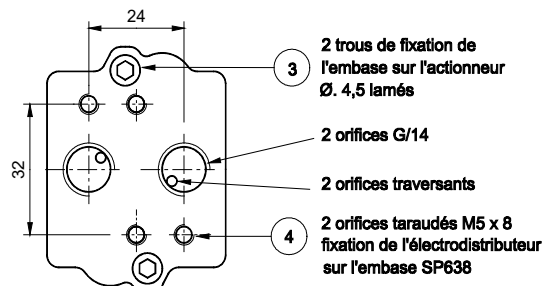 24
32
3
2 trous de fixation de
l'embase sur l'actionneur
Ø. 4,5 lamés
2 orifices G/14
2 orifices traversants
4
2 orifices taraudés M5 x 8
fixation de l'électrodistributeur
sur l'embase SP638